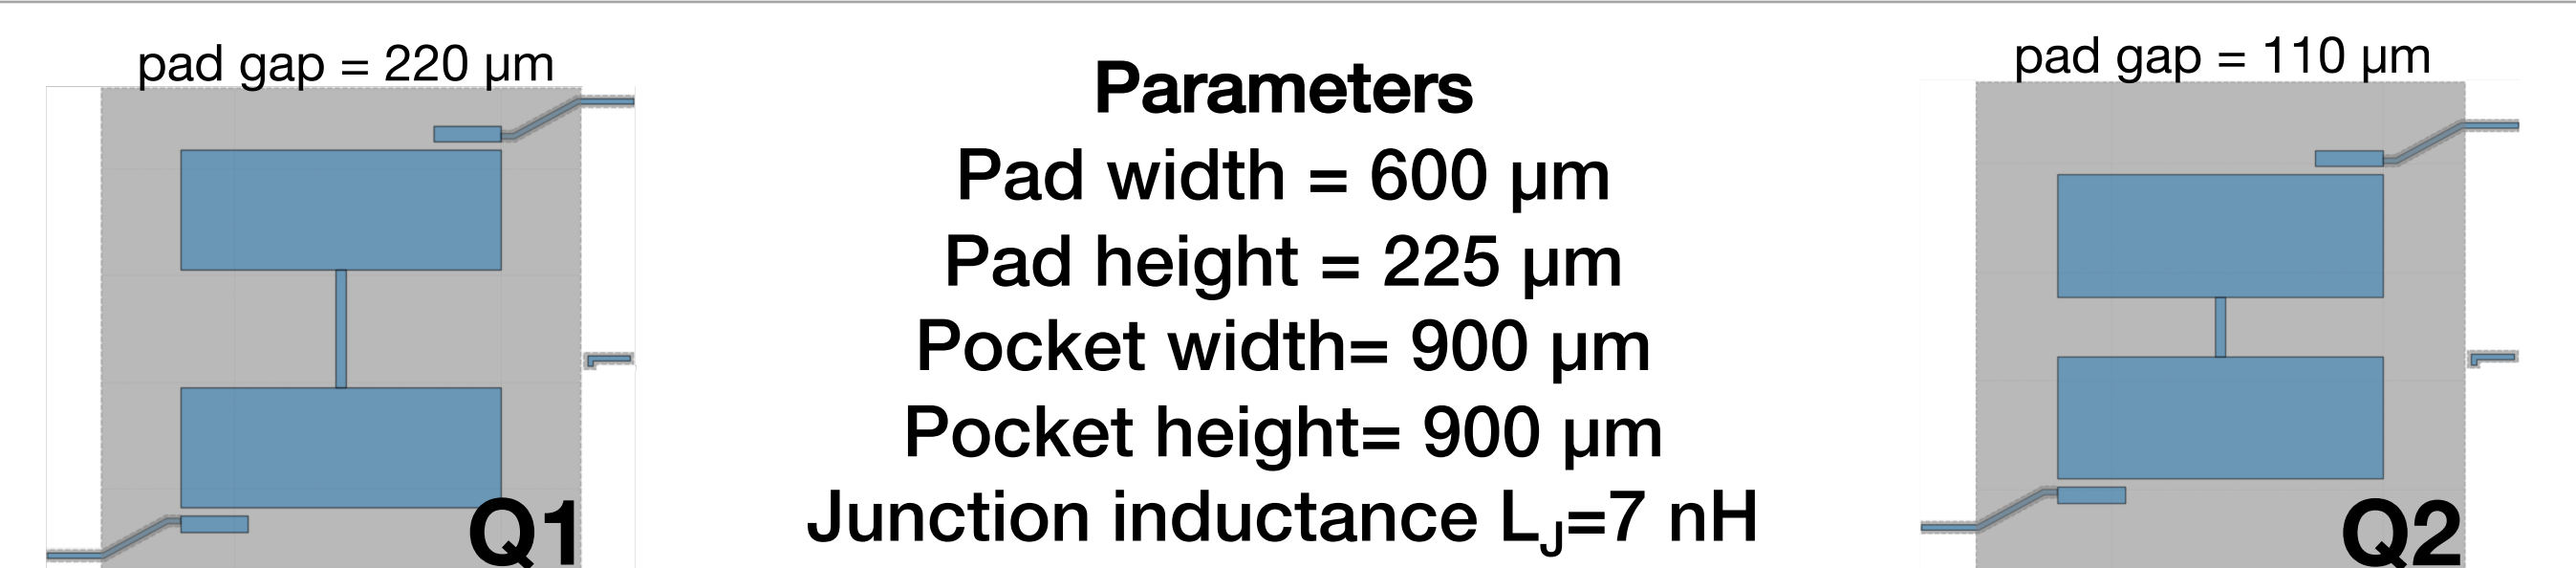 pad gap = 220 µm
Q1
Parameters
Pad width = 600 µm
Pad height = 225 µm
Pocket width= 900 µm
Pocket height= 900 µm
Junction inductance LJ=7 nH
pad gap = 110 µm
Q2